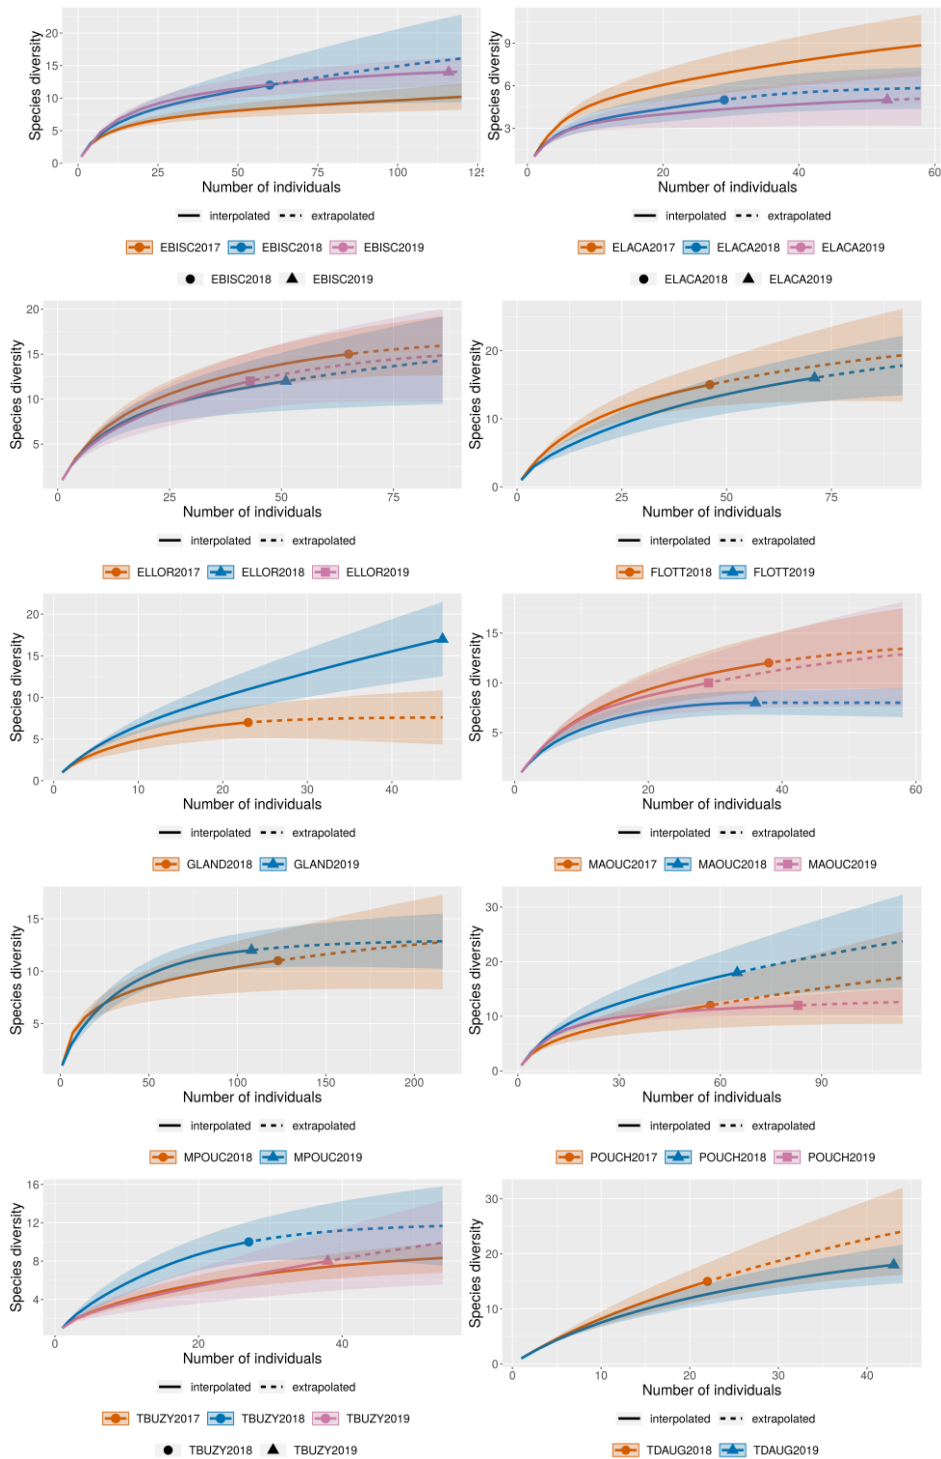 Species diversity
20
15
10
5
0
0
25
50
75
100
125
Number of individuals
interpolated extrapolated
EBISC2017 EBISC2018 EBISC2019
EBISC2018 EBISC2019
Species diversity
9
6
3
0
20
40
60
Number of individuals
interpolated extrapolated
ELACA2017 ELACA2018 ELACA2019
ELACA2018 ELACA2019
Species diversity
20
15
10
5
0
25
50
75
Number of individuals
interpolated extrapolated
ELLOR2017 ELLOR2018 ELLOR2019
Species diversity
20
10
0
0
25
50
75
Number of individuals
interpolated extrapolated
FLOTT2018 FLOTT2019
Species diversity
20
15
10
5
0
0
10
20
30
40
Number of individuals
interpolated extrapolated
GLAND2018 GLAND2019
Species diversity
15
10
5
0
20
40
60
Number of individuals
interpolated extrapolated
MAOUC2017 MAOUC2018 MAOUC2019
Species diversity
15
10
5
0
50
100
150
200
Number of individuals
interpolated extrapolated
MPOUC2018 MPOUC2019
Species diversity
30
20
10
0
0
30
60
90
Number of individuals
interpolated extrapolated
POUCH2017 POUCH2018 POUCH2019
Species diversity
16
12
8
4
0
20
40
Number of individuals
interpolated extrapolated
TBUZY2017 TBUZY2018 TBUZY2019
TBUZY2018 TBUZY2019
Species diversity
30
20
10
0
0
10
20
30
40
Number of individuals
interpolated extrapolated
TDAUG2018 TDAUG2019